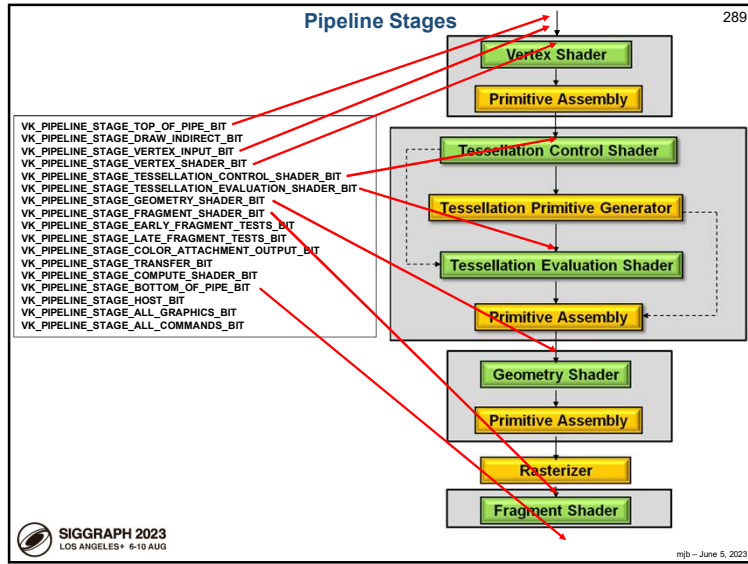 Pipeline Stages
289
VK_PIPELINE_STAGE_TOP_OF_PIPE_BIT
VK_PIPELINE_STAGE_DRAW_INDIRECT_BIT
VK_PIPELINE_STAGE_VERTEX_INPUT_BIT
VK_PIPELINE_STAGE_VERTEX_SHADER_BIT
VK_PIPELINE_STAGE_TESSELLATION_CONTROL_SHADER_BIT
VK_PIPELINE_STAGE_TESSELLATION_EVALUATION_SHADER_BIT
VK_PIPELINE_STAGE_GEOMETRY_SHADER_BIT
VK_PIPELINE_STAGE_FRAGMENT_SHADER_BIT
VK_PIPELINE_STAGE_EARLY_FRAGMENT_TESTS_BIT
VK_PIPELINE_STAGE_LATE_FRAGMENT_TESTS_BIT
VK_PIPELINE_STAGE_COLOR_ATTACHMENT_OUTPUT_BIT
VK_PIPELINE_STAGE_TRANSFER_BIT
VK_PIPELINE_STAGE_COMPUTE_SHADER_BIT
VK_PIPELINE_STAGE_BOTTOM_OF_PIPE_BIT
VK_PIPELINE_STAGE_HOST_BIT
VK_PIPELINE_STAGE_ALL_GRAPHICS_BIT
VK_PIPELINE_STAGE_ALL_COMMANDS_BIT
Vertex Shader
Primitive Assembly
Tessellation Control Shader
Tessellation Primitive Generator
Tessellation Evaluation Shader
Primitive Assembly
Geometry Shader
Primitive Assembly
Rasterizer
Fragment Shader
SIGGRAPH 2023
LOS ANGELES+ 6-10 AUG
mjb – June 5, 2023